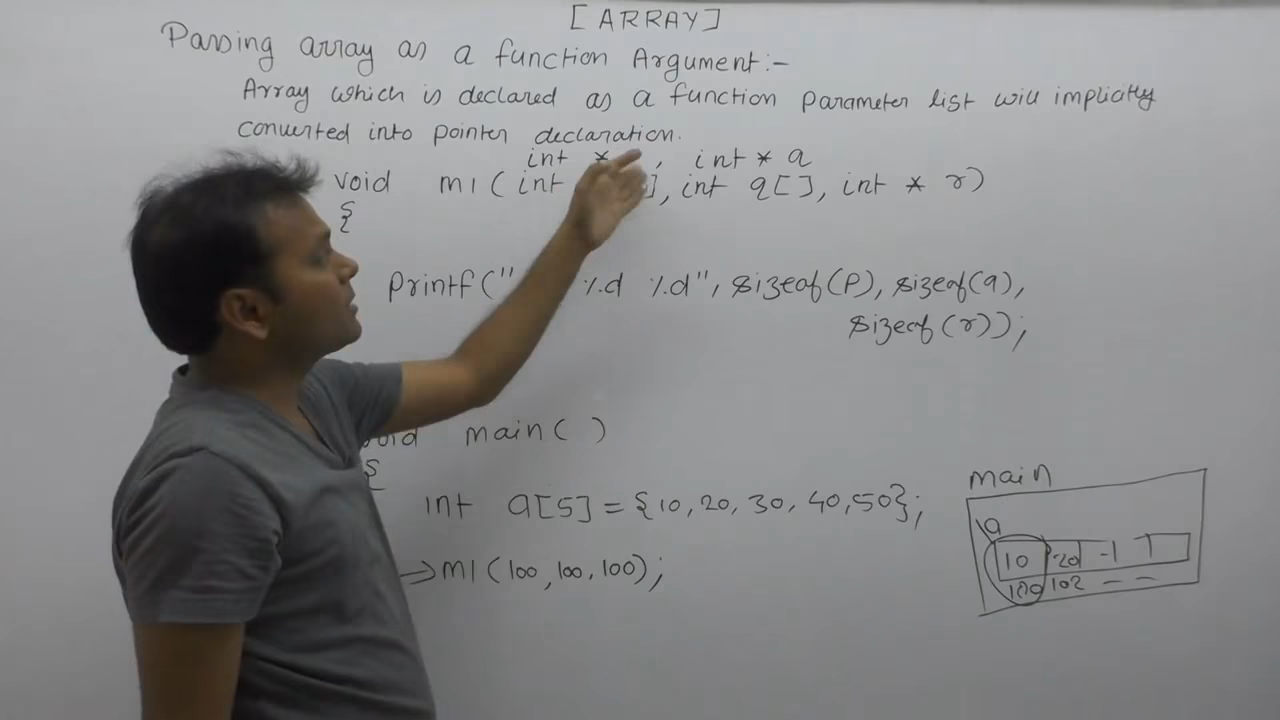 [ARRAY]
Passing array as a function Argument:-
Array which is declared as a function parameter list will implicitly
converted into pointer declaration.
int * , int * q
void m1( int ], int q[], int * r)
{
printf(" %d %d", sizeof(p), sizeof(q),
sizeof(r));
void main( )
{
int a[5] = {10, 20, 30, 40, 50};
→ m1(100, 100, 100);
main
a
10 20 - | |
100 102 - -